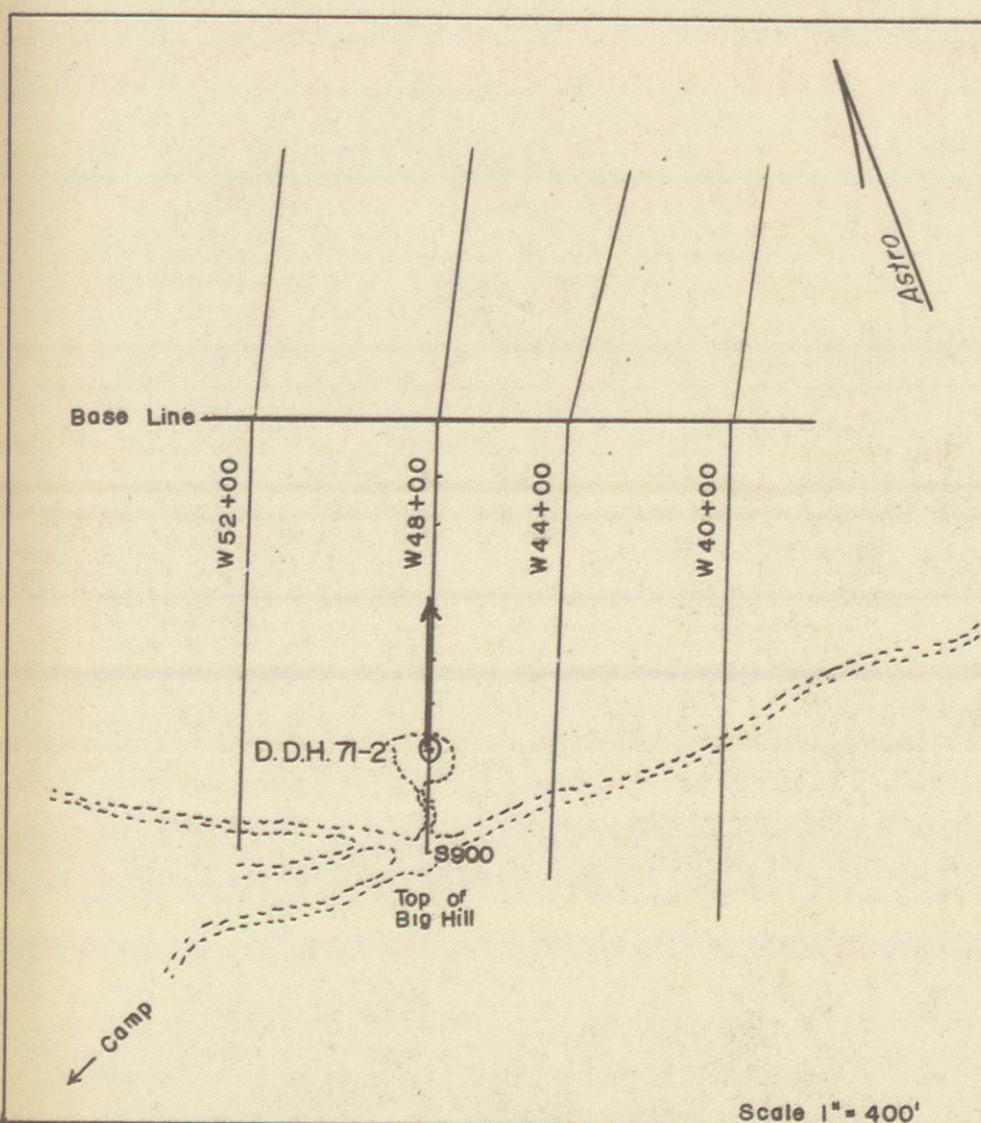 Astro
Base Line
W52+00
W48+00
W44+00
W40+00
D.D.H. 71-2
S900
Top of
Big Hill
Camp
Scale 1" = 400'